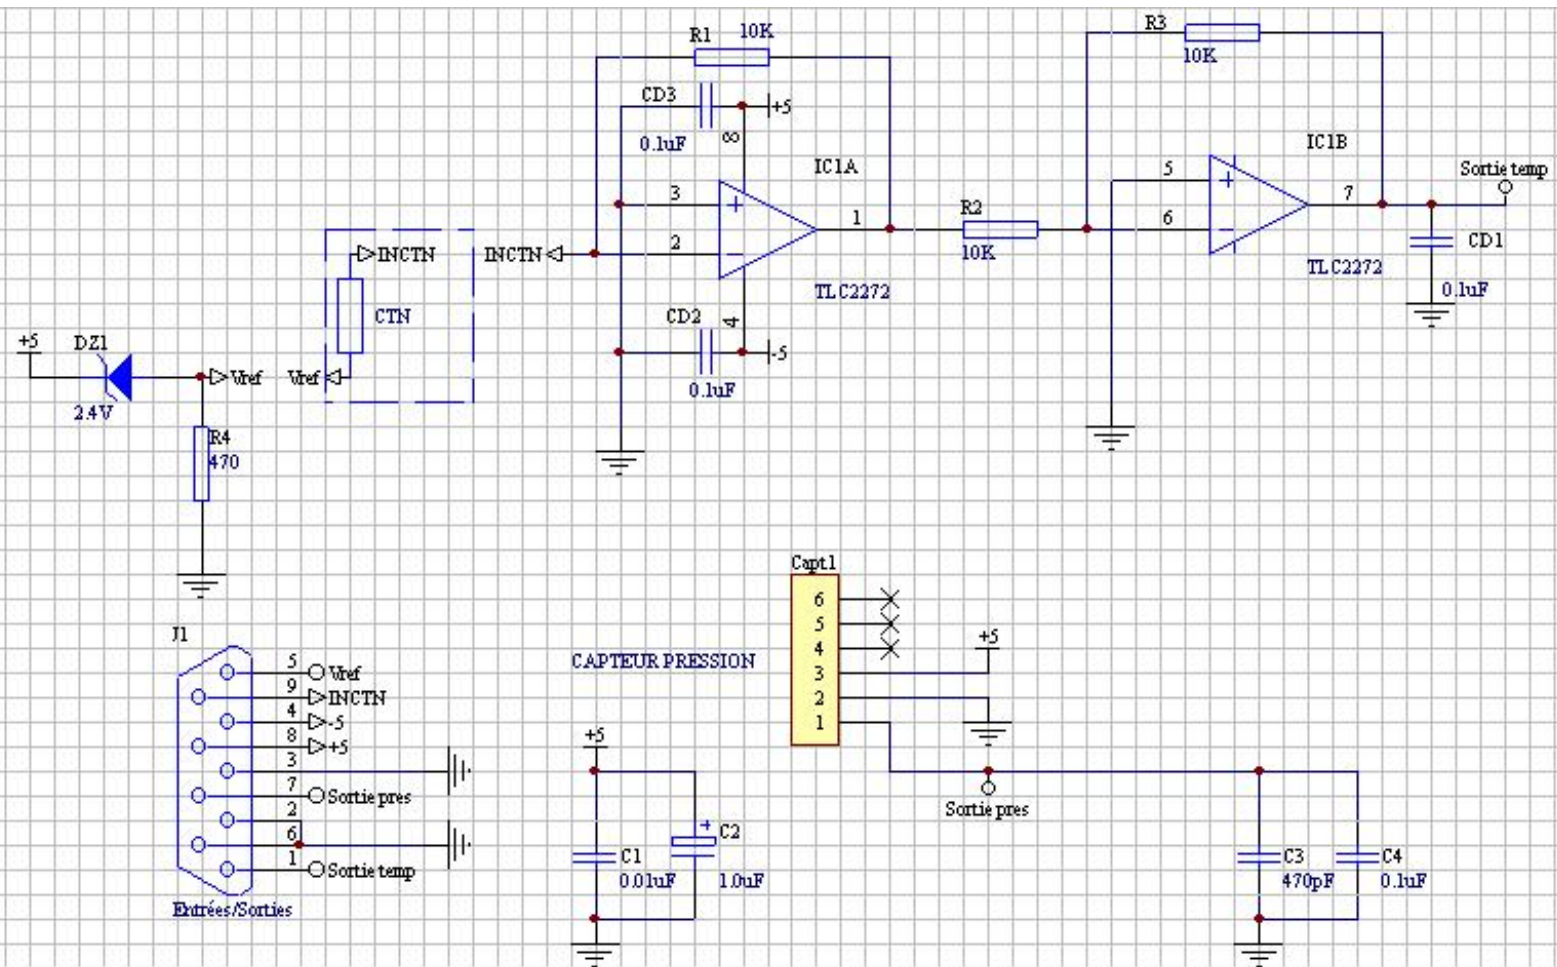 R1 10K
R3
10K
CD3
+5
0.1uF
8
IC1A
IC1B
3
+
1
2
−
TLC2272
R2
10K
5
+
6
−
7
Sortie temp
TLC2272
CD1
0.1uF
INCTN
INCTN
CTN
CD2
4
-5
0.1uF
+5
DZ1
2.4V
Vref
Vref
R4
470
Capt1
6
5
4
3
2
1
+5
CAPTEUR PRESSION
Sortie pres
J1
5 Vref
9 INCTN
4 -5
8 +5
3
7 Sortie pres
2
6
1 Sortie temp
Entrées/Sorties
+5
C1
0.01uF
+
C2
1.0uF
C3
470pF
C4
0.1uF